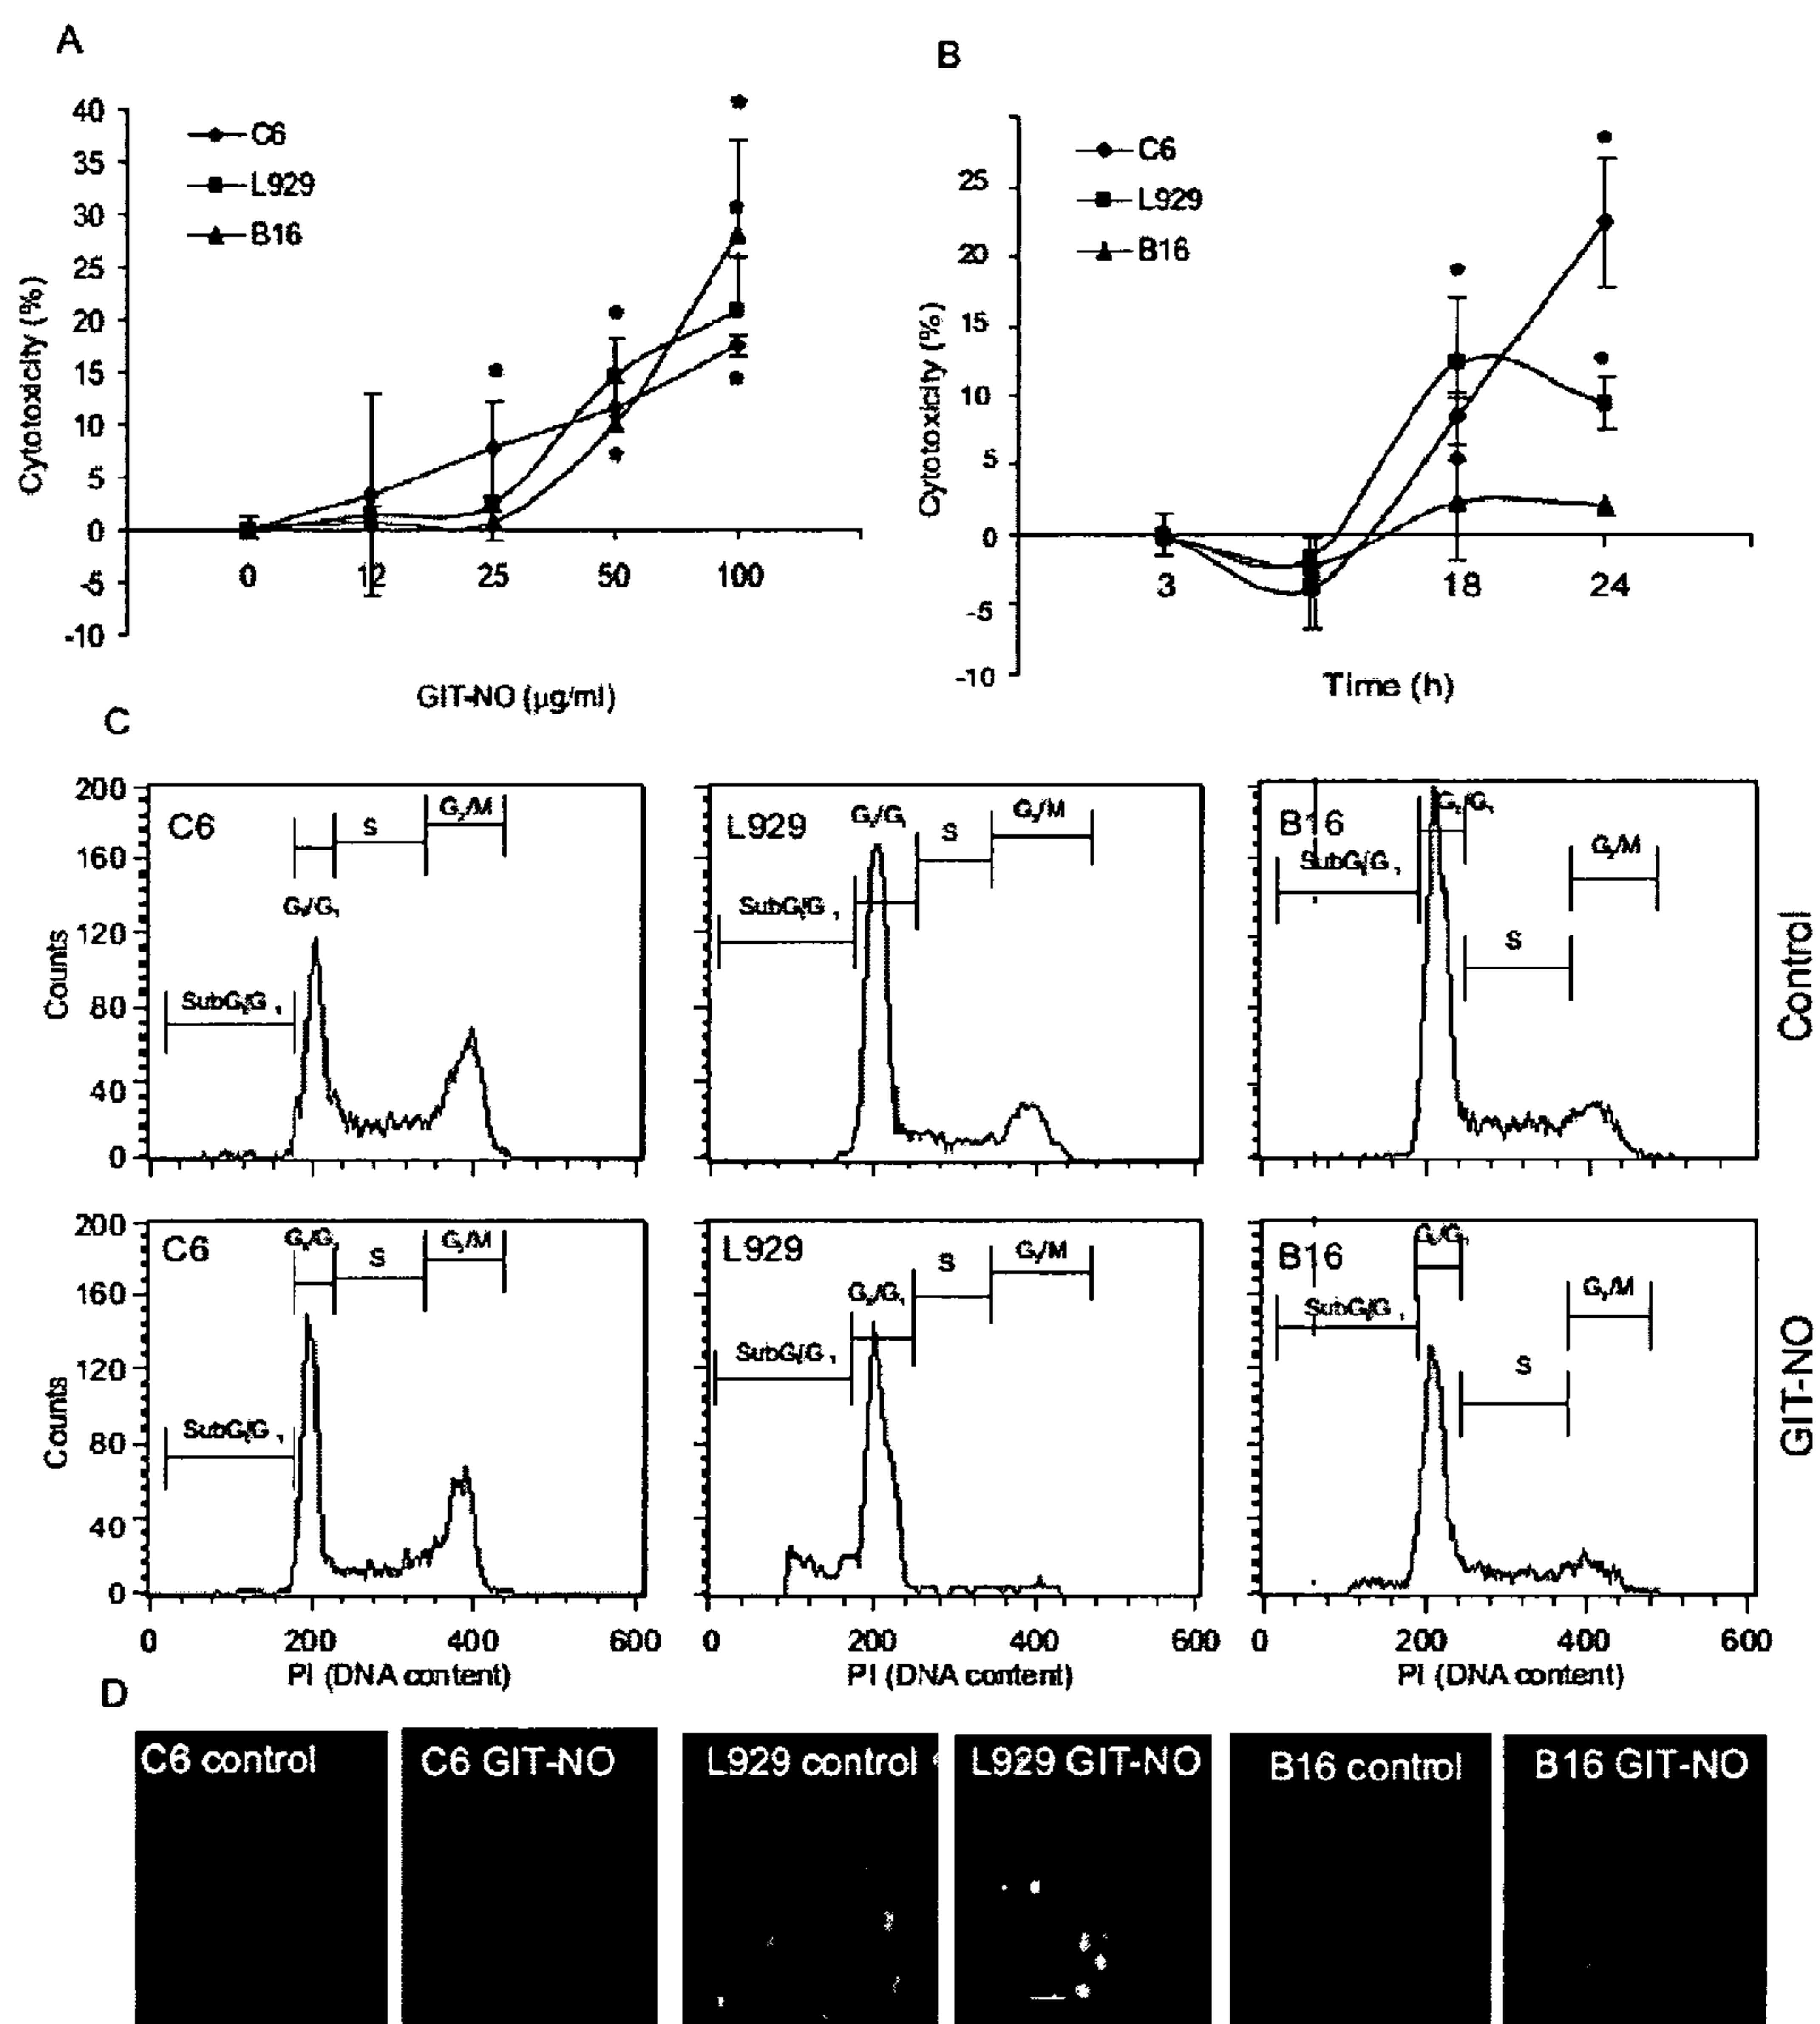 A
B
40
35
30
25
20
15
10
5
0
-5
-10
C6
L929
B16
Cytotoxicity (%)
0 12 25 50 100
GIT-NO (µg/ml)
25
20
15
10
5
0
-5
-10
C6
L929
B16
Cytotoxicity (%)
3 18 24
Time (h)
C
200
160
120
80
40
0
Counts
C6
SubG₀/G₁
G₀/G₁
S
G₂/M
L929
SubG₀/G₁
G₀/G₁
S
G₂/M
B16
SubG₀/G₁
G₀/G₁
S
G₂/M
Control
200
160
120
80
40
0
Counts
C6
SubG₀/G₁
G₀/G₁
S
G₂/M
L929
SubG₀/G₁
G₀/G₁
S
G₂/M
B16
SubG₀/G₁
G₀/G₁
S
G₂/M
GIT-NO
0 200 400 600
PI (DNA content)
0 200 400 600
PI (DNA content)
0 200 400 600
PI (DNA content)
D
C6 control
C6 GIT-NO
L929 control
L929 GIT-NO
B16 control
B16 GIT-NO